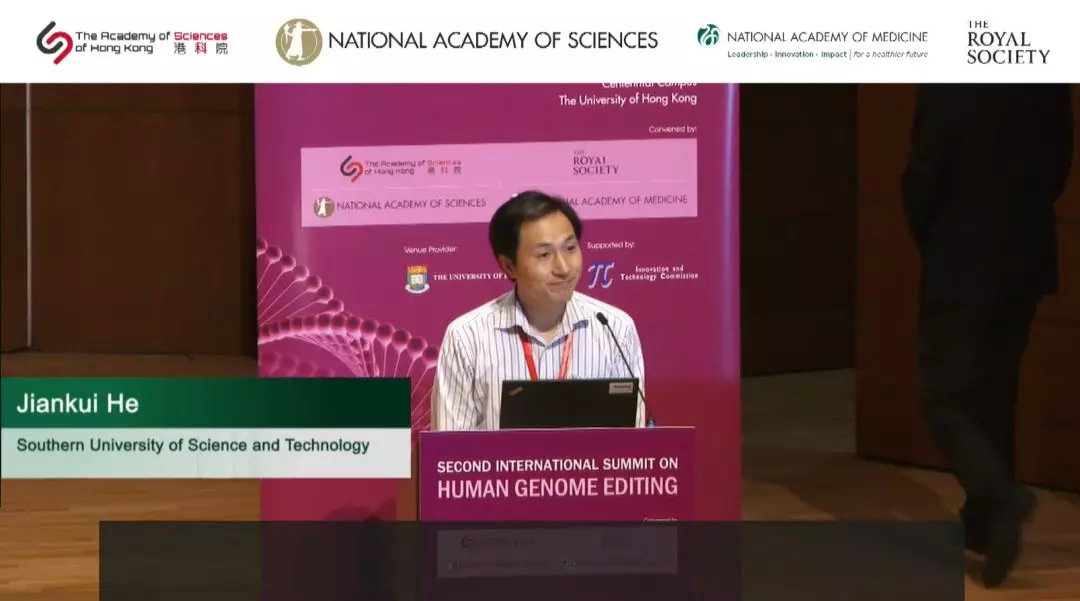 The Academy of Sciences
of Hong Kong 港科院
NATIONAL ACADEMY OF SCIENCES
NATIONAL ACADEMY OF MEDICINE
Leadership · Innovation · Impact | for a healthier future
THE
ROYAL
SOCIETY
Centennial Campus
The University of Hong Kong
Convened by:
The Academy of Sciences
of Hong Kong 港科院
THE
ROYAL
SOCIETY
NATIONAL ACADEMY OF SCIENCES
AL ACADEMY OF MEDICINE
Venue Provider:
THE UNIVERSITY OF
Supported by:
Innovation and
Technology Commission
Jiankui He
Southern University of Science and Technology
SECOND INTERNATIONAL SUMMIT ON
HUMAN GENOME EDITING